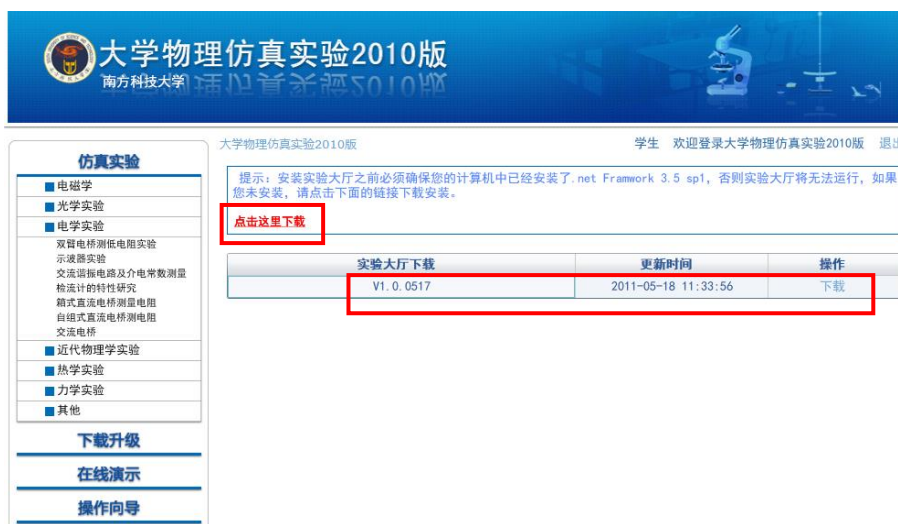 大学物理仿真实验2010版
南方科技大学
仿真实验
电磁学
光学实验
电学实验
双臂电桥测低电阻实验
示波器实验
交流谐振电路及介电常数测量
检流计的特性研究
箱式直流电桥测量电阻
自组式直流电桥测电阻
交流电桥
近代物理学实验
热学实验
力学实验
其他
下载升级
在线演示
操作向导
大学物理仿真实验2010版
学生 欢迎登录大学物理仿真实验2010版 退出
提示：安装实验大厅之前必须确保您的计算机中已经安装了.net Framwork 3.5 sp1，否则实验大厅将无法运行，如果
您未安装，请点击下面的链接下载安装。
点击这里下载
实验大厅下载 更新时间 操作
V1.0.0517 2011-05-18 11:33:56 下载